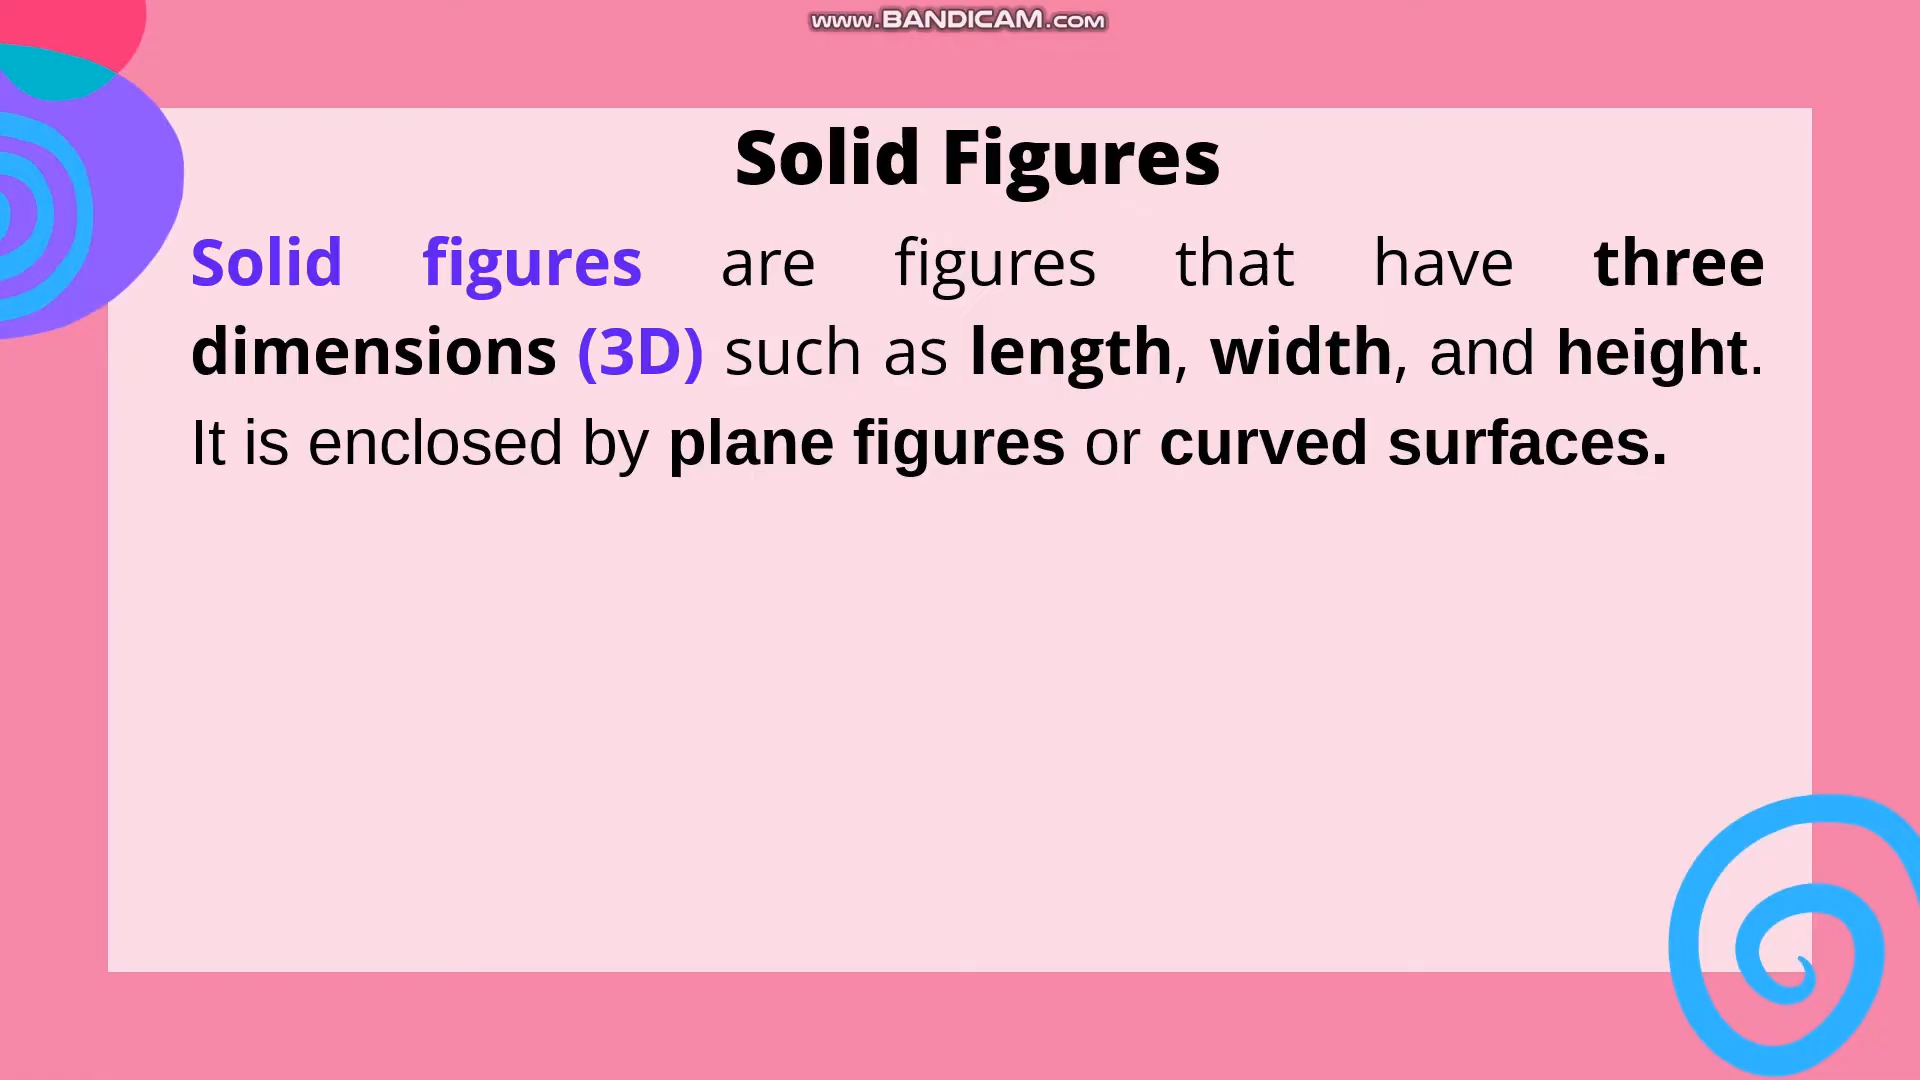 www.BANDICAM.com
Solid Figures
Solid figures are figures that have three
dimensions (3D) such as length, width, and height.
It is enclosed by plane figures or curved surfaces.